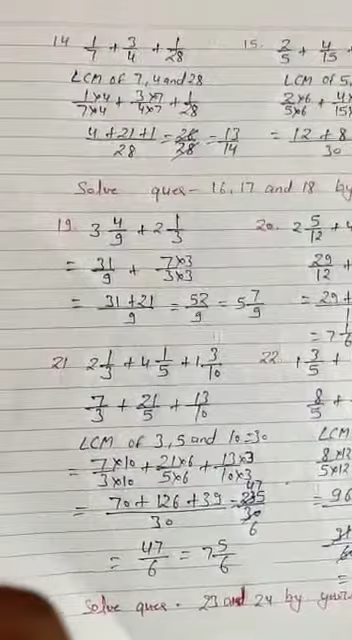 14 1/7 + 3/4 + 1/28
LCM of 7, 4 and 28
1×4/7×4 + 3×7/4×7 + 1/28
4+21+1/28 = 26/28 = 13/14
15. 2/5 + 4/15
LCM of 5
2×6/5×6 +
= 12+8/30
Solve ques- 16, 17 and 18 by
19. 3 4/9 + 2 1/3
= 31/9 + 7×3/3×3
= 31+21/9 = 52/9 = 5 7/9
20. 2 5/12 +
29/12 +
= 29+
= 7 1/6
21 2 1/3 + 4 1/5 + 1 3/10
7/3 + 21/5 + 13/10
LCM of 3, 5 and 10 = 30
= 7×10/3×10 + 21×6/5×6 + 13×3/10×3
= 70+126+39/30 = 235/30 47/6
= 47/6 = 7 5/6
22. 1 3/5 +
8/5 +
LCM
8×12/5×12
= 96
=
Solve ques. 23 and 24 by your